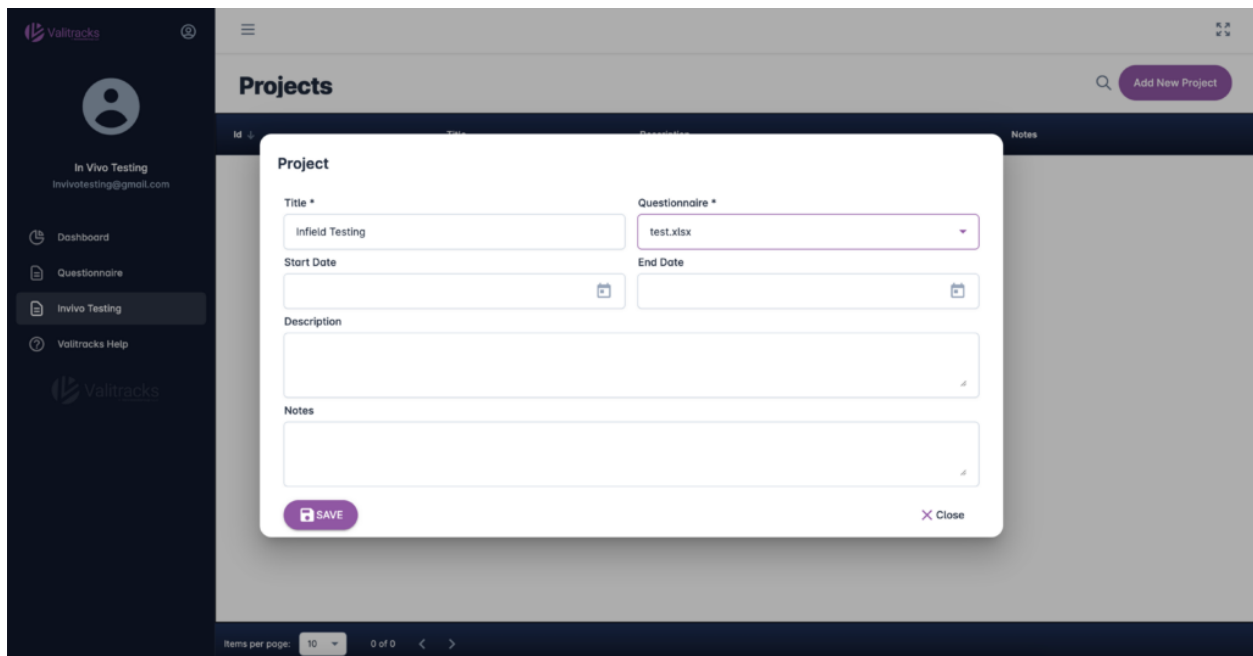 Valitracks
Projects
Add New Project
Id Title Description Notes
In Vivo Testing
Invivotesting@gmail.com
Dashboard
Questionnaire
Invivo Testing
Valitracks Help
Valitracks
Project
Title * Questionnaire *
Infield Testing test.xlsx
Start Date End Date
Description
Notes
SAVE Close
Items per page: 10 0 of 0